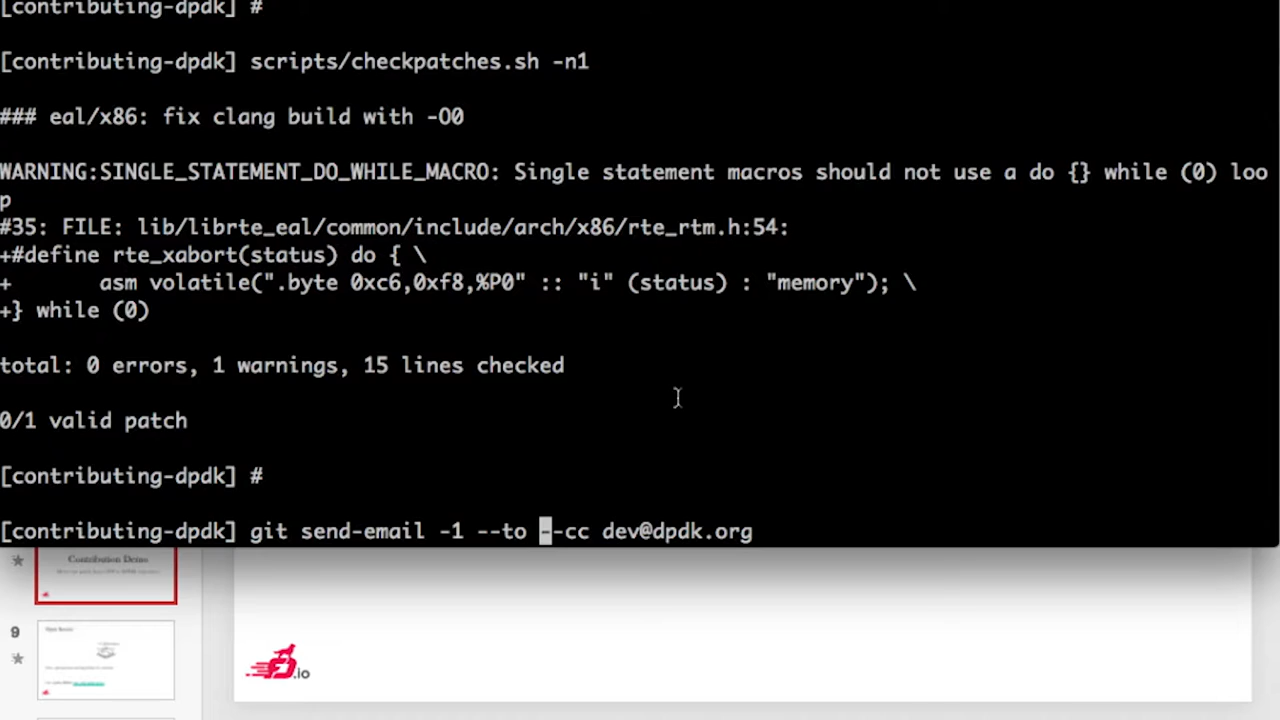 [contributing-dpdk] #
[contributing-dpdk] scripts/checkpatches.sh -n1
### eal/x86: fix clang build with -O0
WARNING:SINGLE_STATEMENT_DO_WHILE_MACRO: Single statement macros should not use a do {} while (0) loo
p
#35: FILE: lib/librte_eal/common/include/arch/x86/rte_rtm.h:54:
+#define rte_xabort(status) do { \
+       asm volatile(".byte 0xc6,0xf8,%P0" :: "i" (status) : "memory"); \
+} while (0)
total: 0 errors, 1 warnings, 15 lines checked
0/1 valid patch
[contributing-dpdk] #
[contributing-dpdk] git send-email -1 --to --cc dev@dpdk.org
Contribution Demo
9
.io